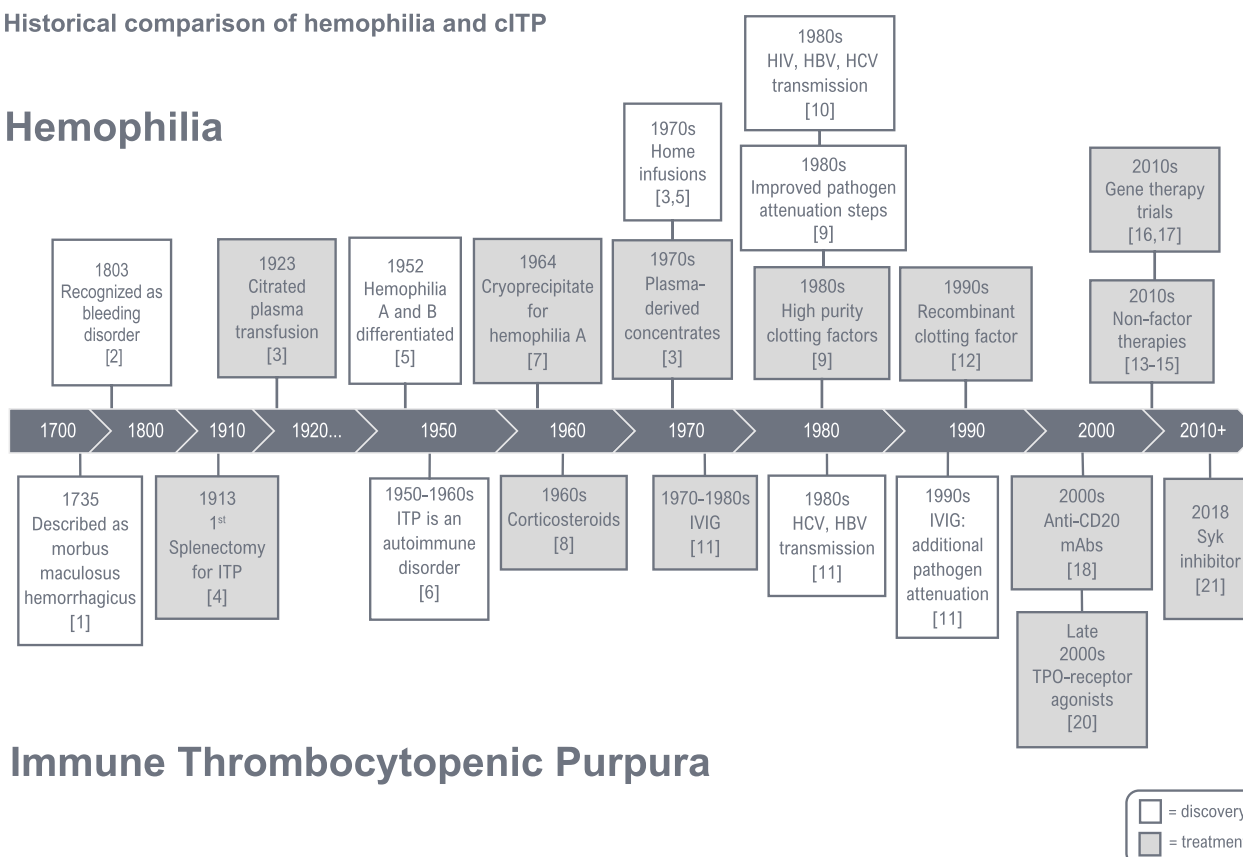 Historical comparison of hemophilia and cITP
Hemophilia
1803
Recognized as
bleeding
disorder
[2]
1923
Citrated
plasma
transfusion
[3]
1952
Hemophilia
A and B
differentiated
[5]
1964
Cryoprecipitate
for
hemophilia A
[7]
1970s
Home
infusions
[3,5]
1970s
Plasma-
derived
concentrates
[3]
1980s
HIV, HBV, HCV
transmission
[10]
1980s
Improved pathogen
attenuation steps
[9]
1980s
High purity
clotting factors
[9]
1990s
Recombinant
clotting factor
[12]
2010s
Gene therapy
trials
[16,17]
2010s
Non-factor
therapies
[13-15]
1700 1800 1910 1920... 1950 1960 1970 1980 1990 2000 2010+
1735
Described as
morbus
maculosus
hemorrhagicus
[1]
1913
1st
Splenectomy
for ITP
[4]
1950-1960s
ITP is an
autoimmune
disorder
[6]
1960s
Corticosteroids
[8]
1970-1980s
IVIG
[11]
1980s
HCV, HBV
transmission
[11]
1990s
IVIG:
additional
pathogen
attenuation
[11]
2000s
Anti-CD20
mAbs
[18]
Late
2000s
TPO-receptor
agonists
[20]
2018
Syk
inhibitor
[21]
Immune Thrombocytopenic Purpura
= discovery
= treatmen